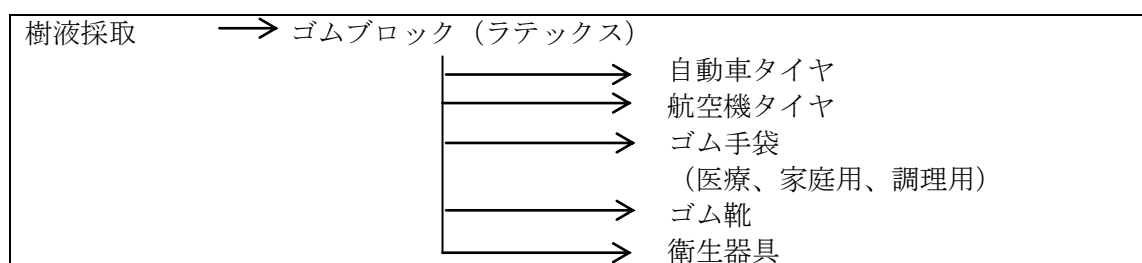 樹液採取 ゴムブロック（ラテックス）
自動車タイヤ
航空機タイヤ
ゴム手袋
（医療、家庭用、調理用）
ゴム靴
衛生器具